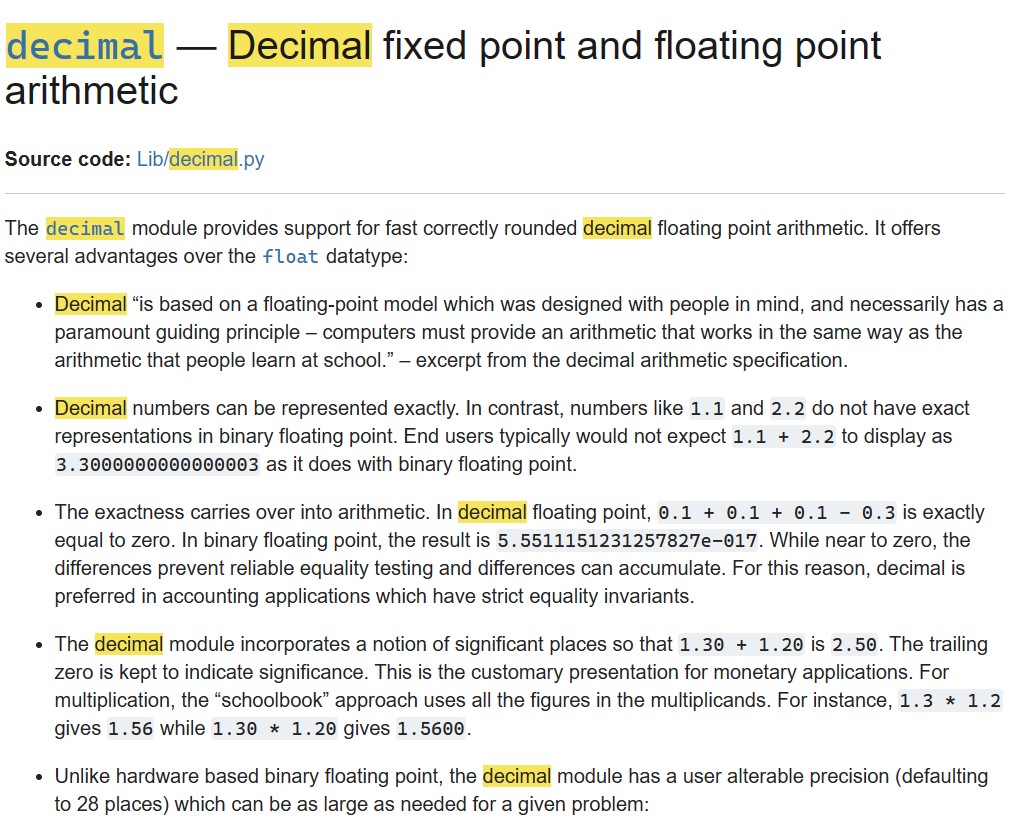 decimal — Decimal fixed point and floating point
arithmetic
Source code: Lib/decimal.py
The decimal module provides support for fast correctly rounded decimal floating point arithmetic. It offers
several advantages over the float datatype:
• Decimal “is based on a floating-point model which was designed with people in mind, and necessarily has a
paramount guiding principle – computers must provide an arithmetic that works in the same way as the
arithmetic that people learn at school.” – excerpt from the decimal arithmetic specification.
• Decimal numbers can be represented exactly. In contrast, numbers like 1.1 and 2.2 do not have exact
representations in binary floating point. End users typically would not expect 1.1 + 2.2 to display as
3.3000000000000003 as it does with binary floating point.
• The exactness carries over into arithmetic. In decimal floating point, 0.1 + 0.1 + 0.1 - 0.3 is exactly
equal to zero. In binary floating point, the result is 5.5511151231257827e-017. While near to zero, the
differences prevent reliable equality testing and differences can accumulate. For this reason, decimal is
preferred in accounting applications which have strict equality invariants.
• The decimal module incorporates a notion of significant places so that 1.30 + 1.20 is 2.50. The trailing
zero is kept to indicate significance. This is the customary presentation for monetary applications. For
multiplication, the “schoolbook” approach uses all the figures in the multiplicands. For instance, 1.3 * 1.2
gives 1.56 while 1.30 * 1.20 gives 1.5600.
• Unlike hardware based binary floating point, the decimal module has a user alterable precision (defaulting
to 28 places) which can be as large as needed for a given problem: